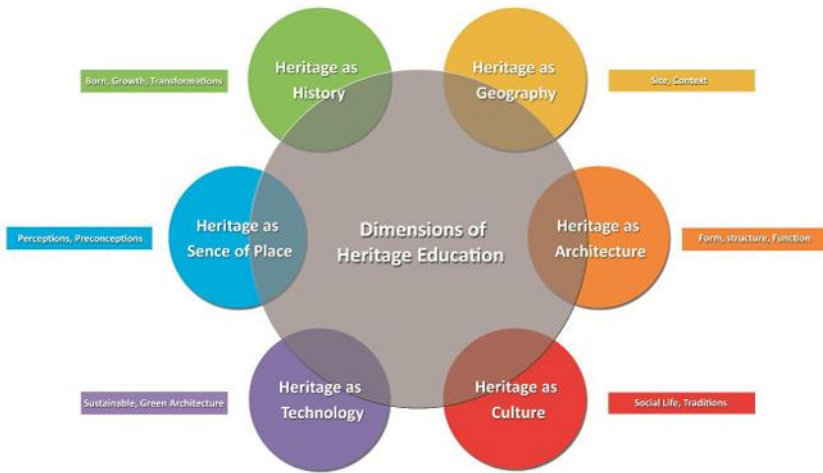 Heritage as
History
Born, Growth, Transformations
Heritage as
Geography
Site, Context
Perceptions, Preconceptions
Heritage as
Sence of Place
Dimensions of
Heritage Education
Heritage as
Architecture
Form, structure, Function
Sustainable, Green Architecture
Heritage as
Technology
Heritage as
Culture
Social Life, Traditions